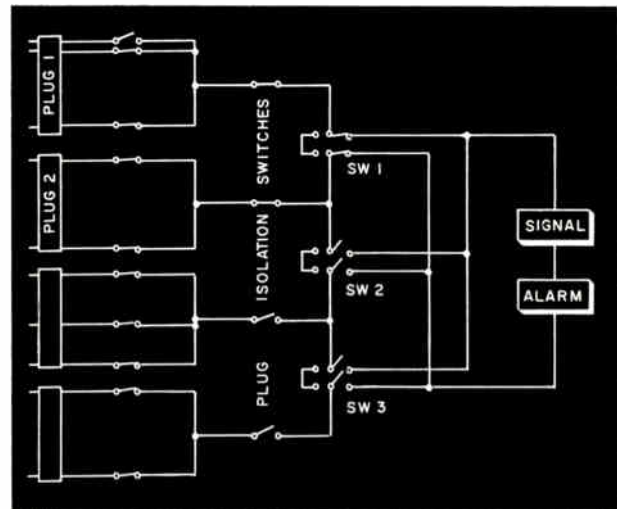 PLUG 1
PLUG 2
PLUG ISOLATION SWITCHES
SW 1
SW 2
SW 3
SIGNAL
ALARM